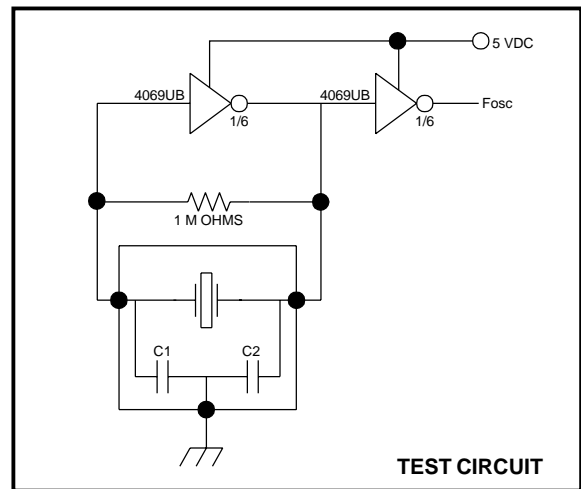 5 VDC
4069UB
4069UB
Fosc
1/6
1/6
1 M OHMS
C1
C2
TEST CIRCUIT